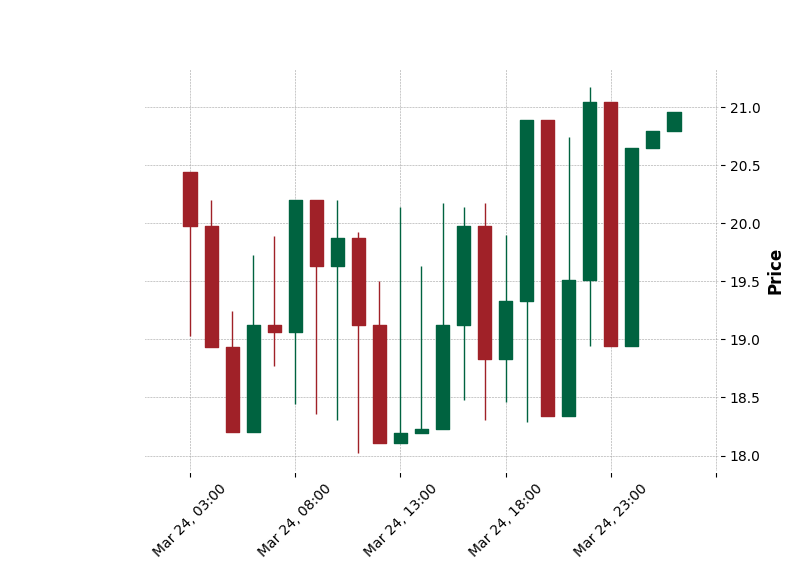 21.0
20.5
20.0
19.5
19.0
18.5
18.0
Price
Mar 24, 03:00
Mar 24, 08:00
Mar 24, 13:00
Mar 24, 18:00
Mar 24, 23:00